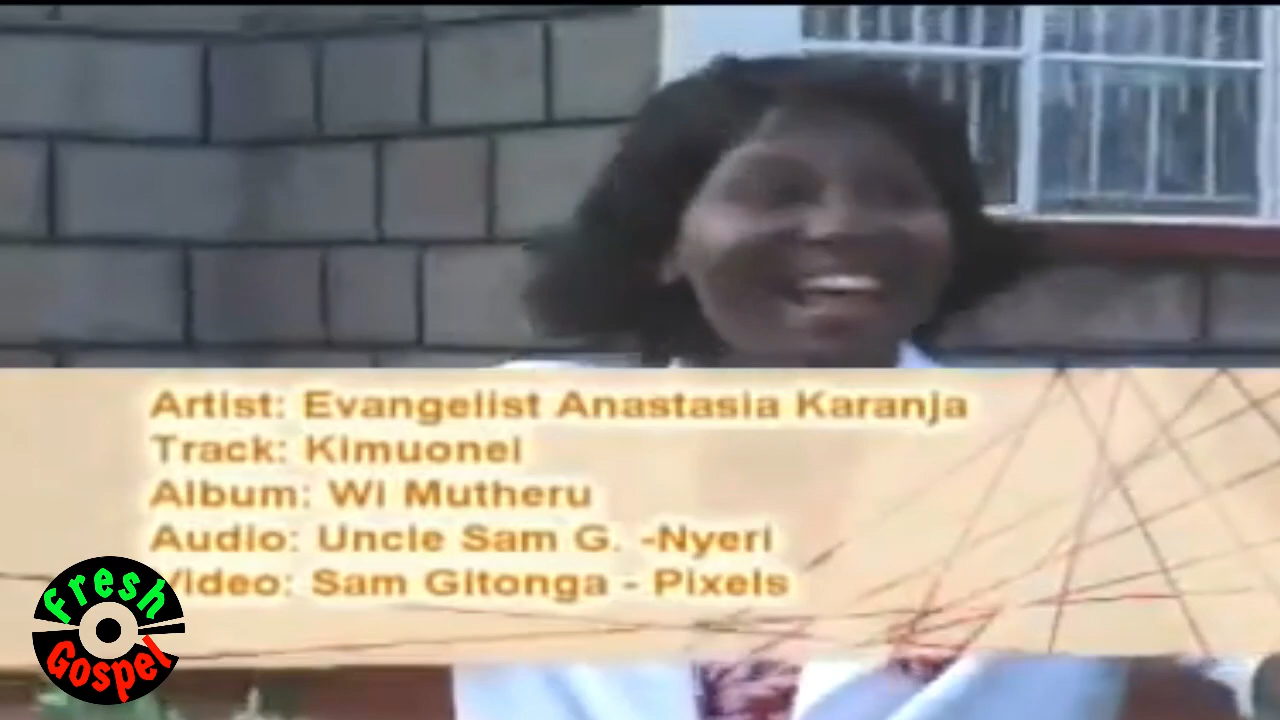 Artist: Evangelist Anastasia Karanja
Track: Kimuonei
Album: Wi Mutheru
Audio: Uncle Sam G. -Nyeri
Video: Sam Gitonga - Pixels
Fresh
Gospel